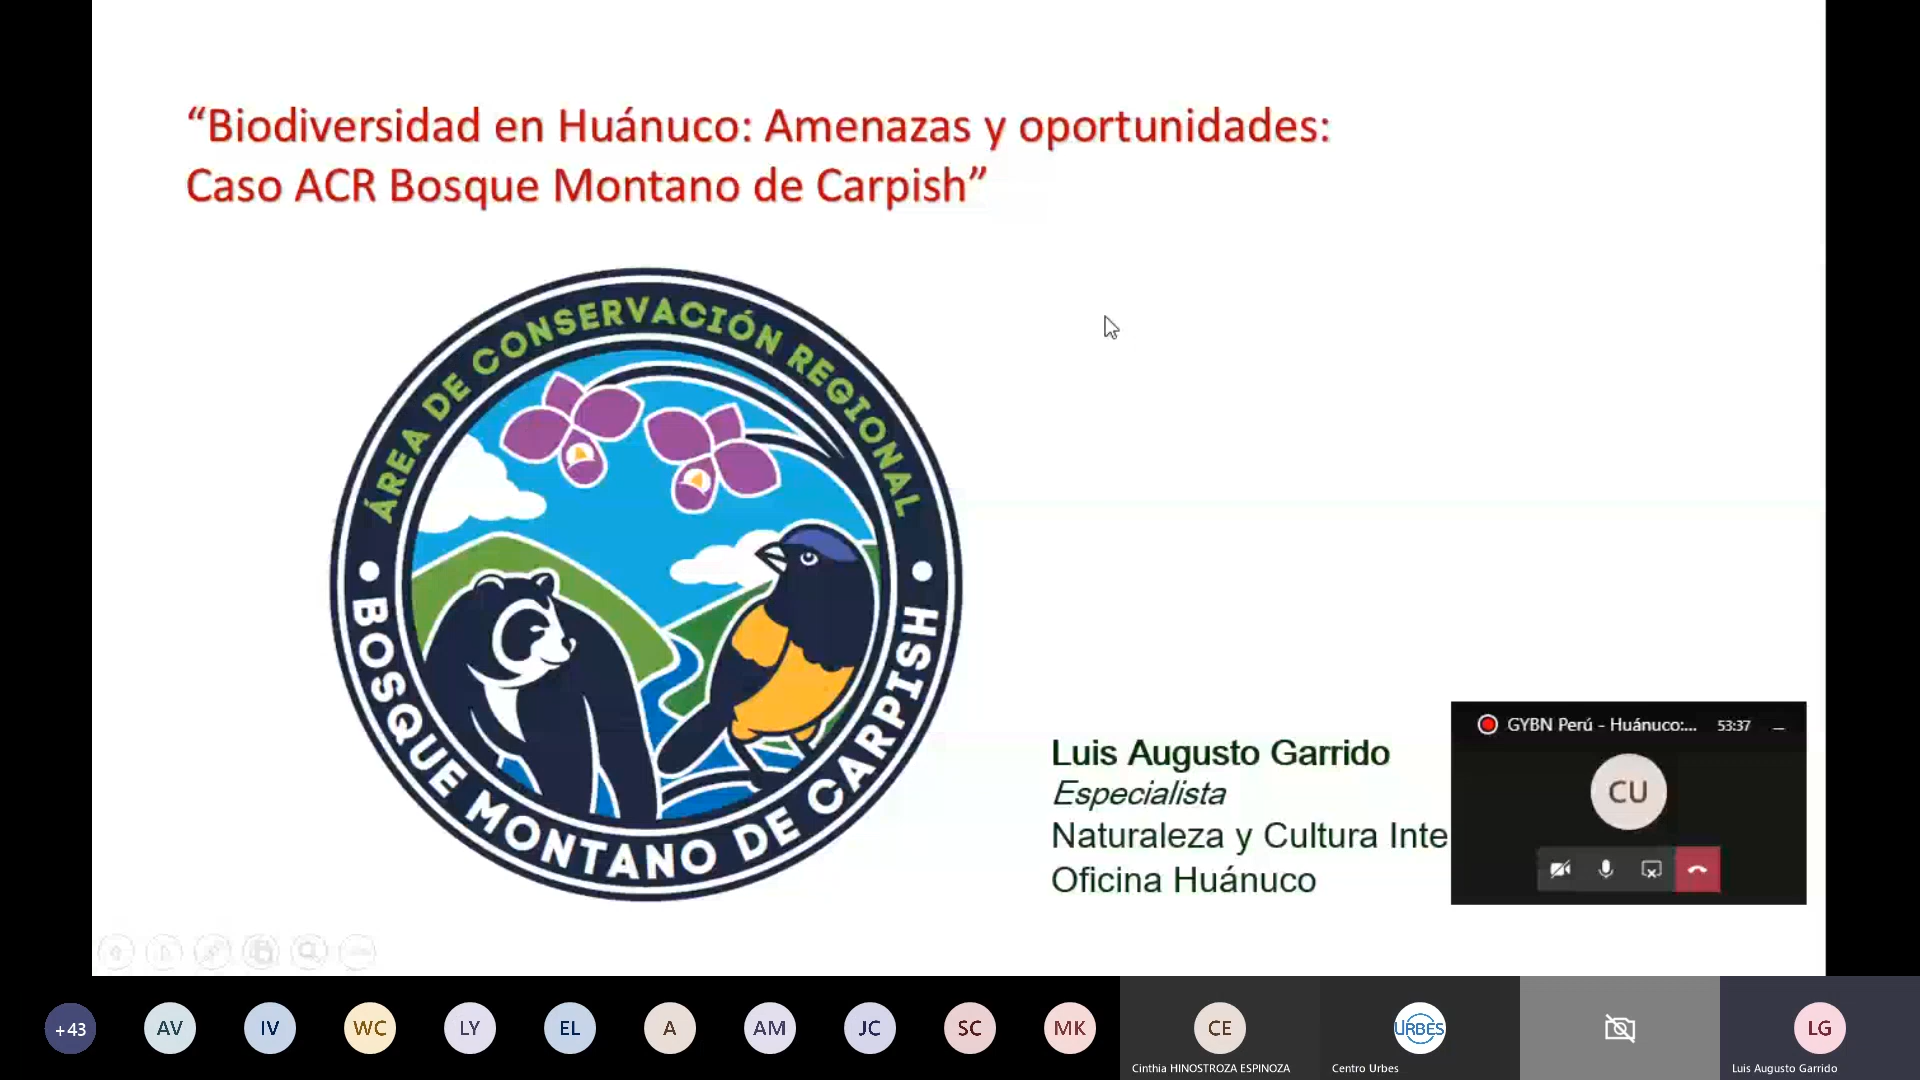 “Biodiversidad en Huánuco: Amenazas y oportunidades:
Caso ACR Bosque Montano de Carpish”
ÁREA DE CONSERVACIÓN REGIONAL
BOSQUE MONTANO DE CARPISH
Luis Augusto Garrido
Especialista
Naturaleza y Cultura Inte
Oficina Huánuco
GYBN Perú - Huánuco:... 53:37
CU
+43 AV IV WC LY EL A AM JC SC MK CE URBES LG
Cinthia HINOSTROZA ESPINOZA Centro Urbes Luis Augusto Garrido